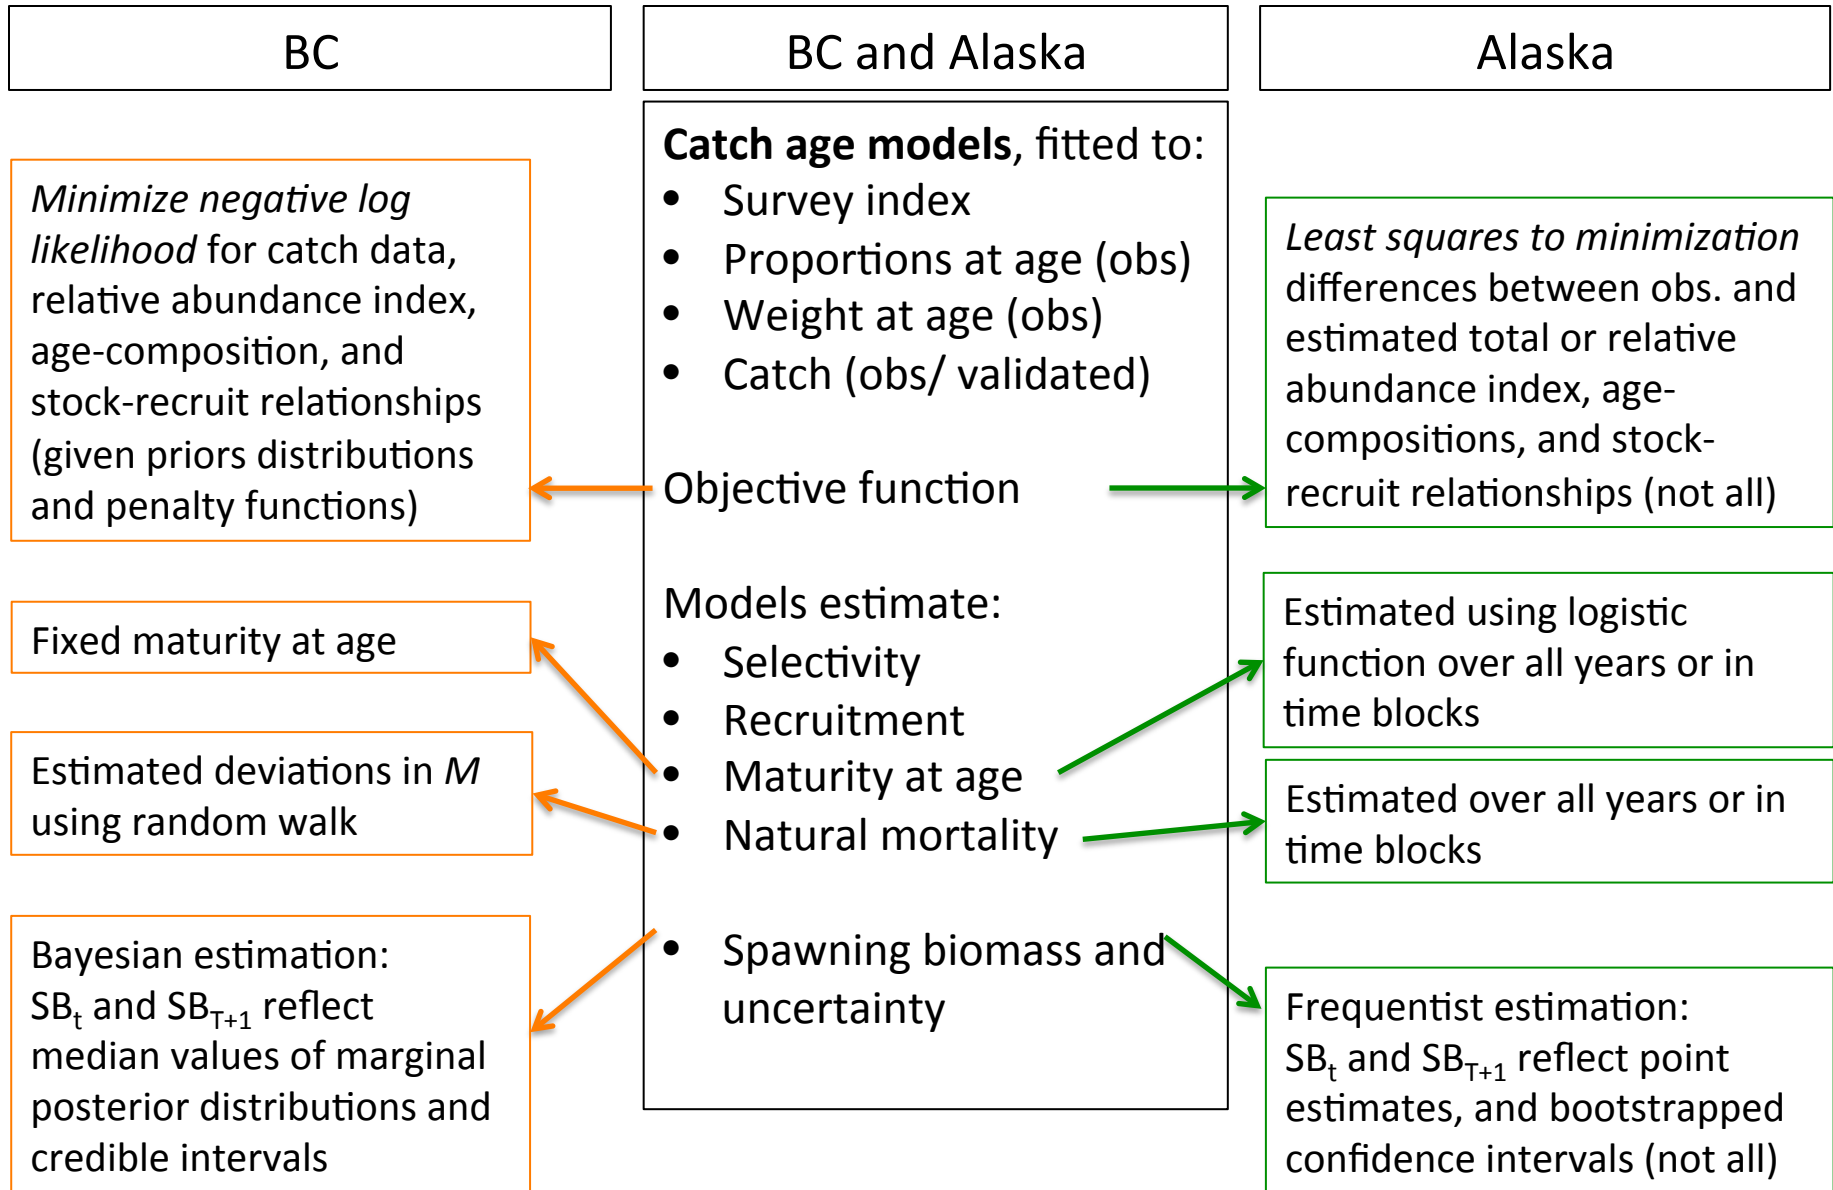 BC
BC and Alaska
Alaska
Minimize negative log
likelihood for catch data,
relative abundance index,
age-composition, and
stock-recruit relationships
(given priors distributions
and penalty functions)
Fixed maturity at age
Estimated deviations in M
using random walk
Bayesian estimation:
SBt and SBT+1 reflect
median values of marginal
posterior distributions and
credible intervals
Catch age models, fitted to:
• Survey index
• Proportions at age (obs)
• Weight at age (obs)
• Catch (obs/ validated)
Objective function
Models estimate:
• Selectivity
• Recruitment
• Maturity at age
• Natural mortality
• Spawning biomass and
uncertainty
Least squares to minimization
differences between obs. and
estimated total or relative
abundance index, age-
compositions, and stock-
recruit relationships (not all)
Estimated using logistic
function over all years or in
time blocks
Estimated over all years or in
time blocks
Frequentist estimation:
SBt and SBT+1 reflect point
estimates, and bootstrapped
confidence intervals (not all)